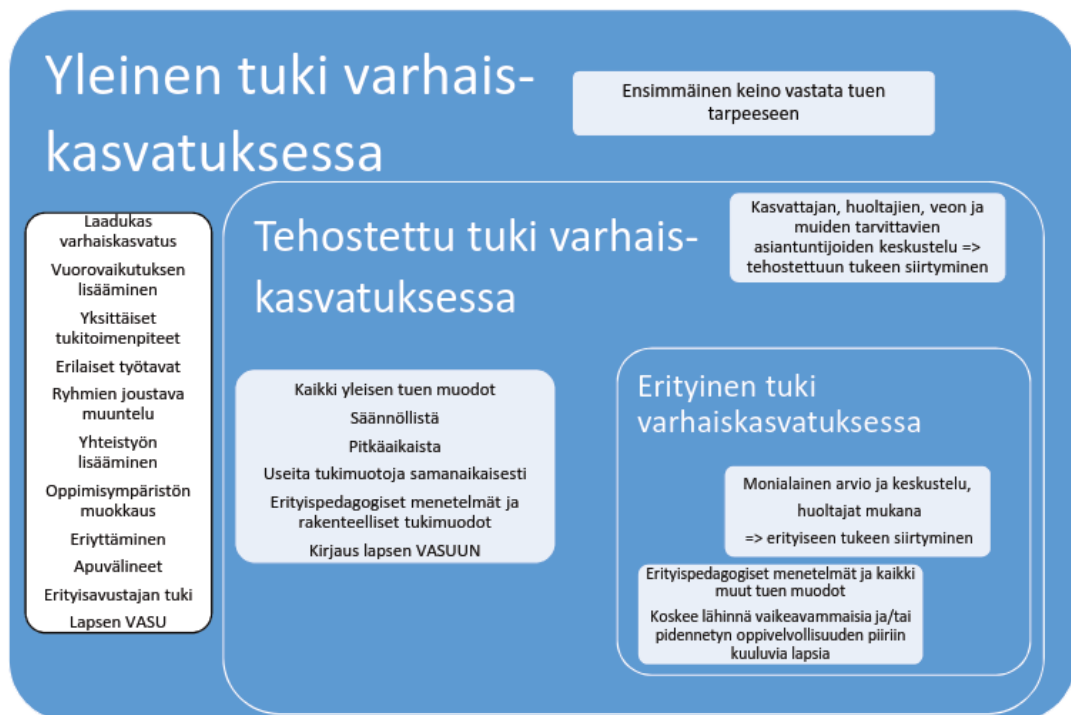 Yleinen tuki varhais-
kasvatuksessa
Ensimmäinen keino vastata tuen
tarpeeseen
Laadukas
varhaiskasvatus
Vuorovaikutuksen
lisääminen
Yksittäiset
tukitoimenpiteet
Erilaiset työtavat
Ryhmien joustava
muuntelu
Yhteistyön
lisääminen
Oppimisympäristön
muokkaus
Eriyttäminen
Apuvälineet
Erityisavustajan tuki
Lapsen VASU
Tehostettu tuki varhais-
kasvatuksessa
Kasvattajan, huoltajien, veon ja
muiden tarvittavien
asiantuntijoiden keskustelu =>
tehostettuun tukeen siirtyminen
Kaikki yleisen tuen muodot
Säännöllistä
Pitkäaikaista
Useita tukimuotoja samanaikaisesti
Erityispedagogiset menetelmät ja
rakenteelliset tukimuodot
Kirjaus lapsen VASUUN
Erityinen tuki
varhaiskasvatuksessa
Monialainen arvio ja keskustelu,
huoltajat mukana
=> erityiseen tukeen siirtyminen
Erityispedagogiset menetelmät ja kaikki
muut tuen muodot
Koskee lähinnä vaikeavammaisia ja/tai
pidennetyn oppivelvollisuuden piiriin
kuuluvia lapsia